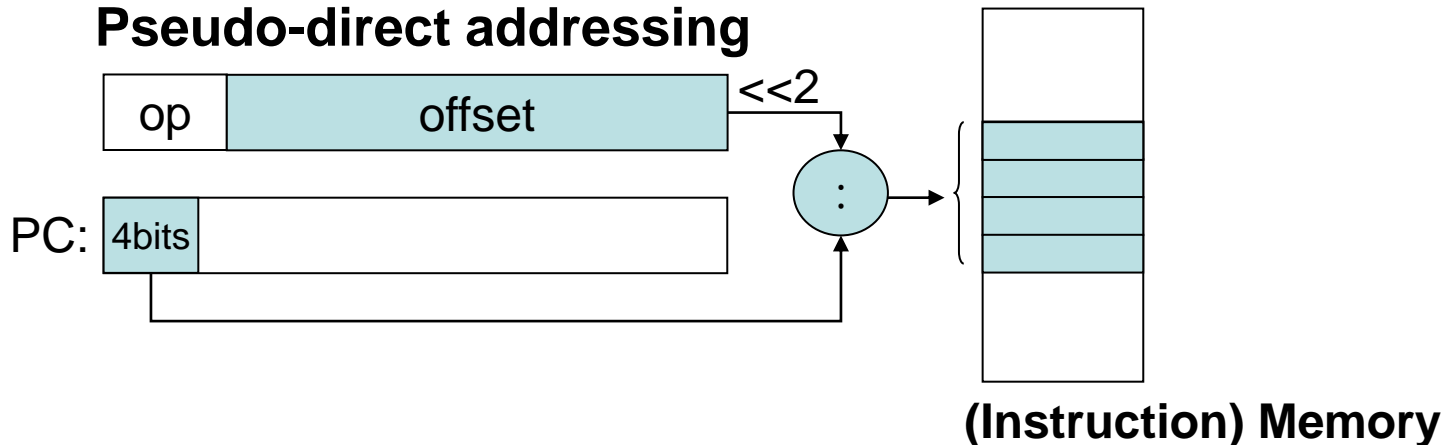 Pseudo-direct addressing
op offset <<2
:
PC: 4bits
(Instruction) Memory